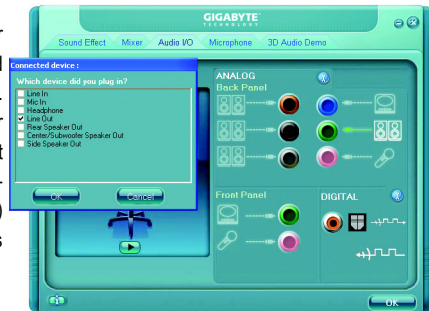 GIGABYTE
TECHNOLOGY
Sound Effect Mixer Audio I/O Microphone 3D Audio Demo
Connected device :
Which device did you plug in?
Line In
Mic In
Headphone
Line Out
Rear Speaker Out
Center/Subwoofer Speaker Out
Side Speaker Out
OK Cancel
ANALOG
Back Panel
Front Panel
DIGITAL
OK